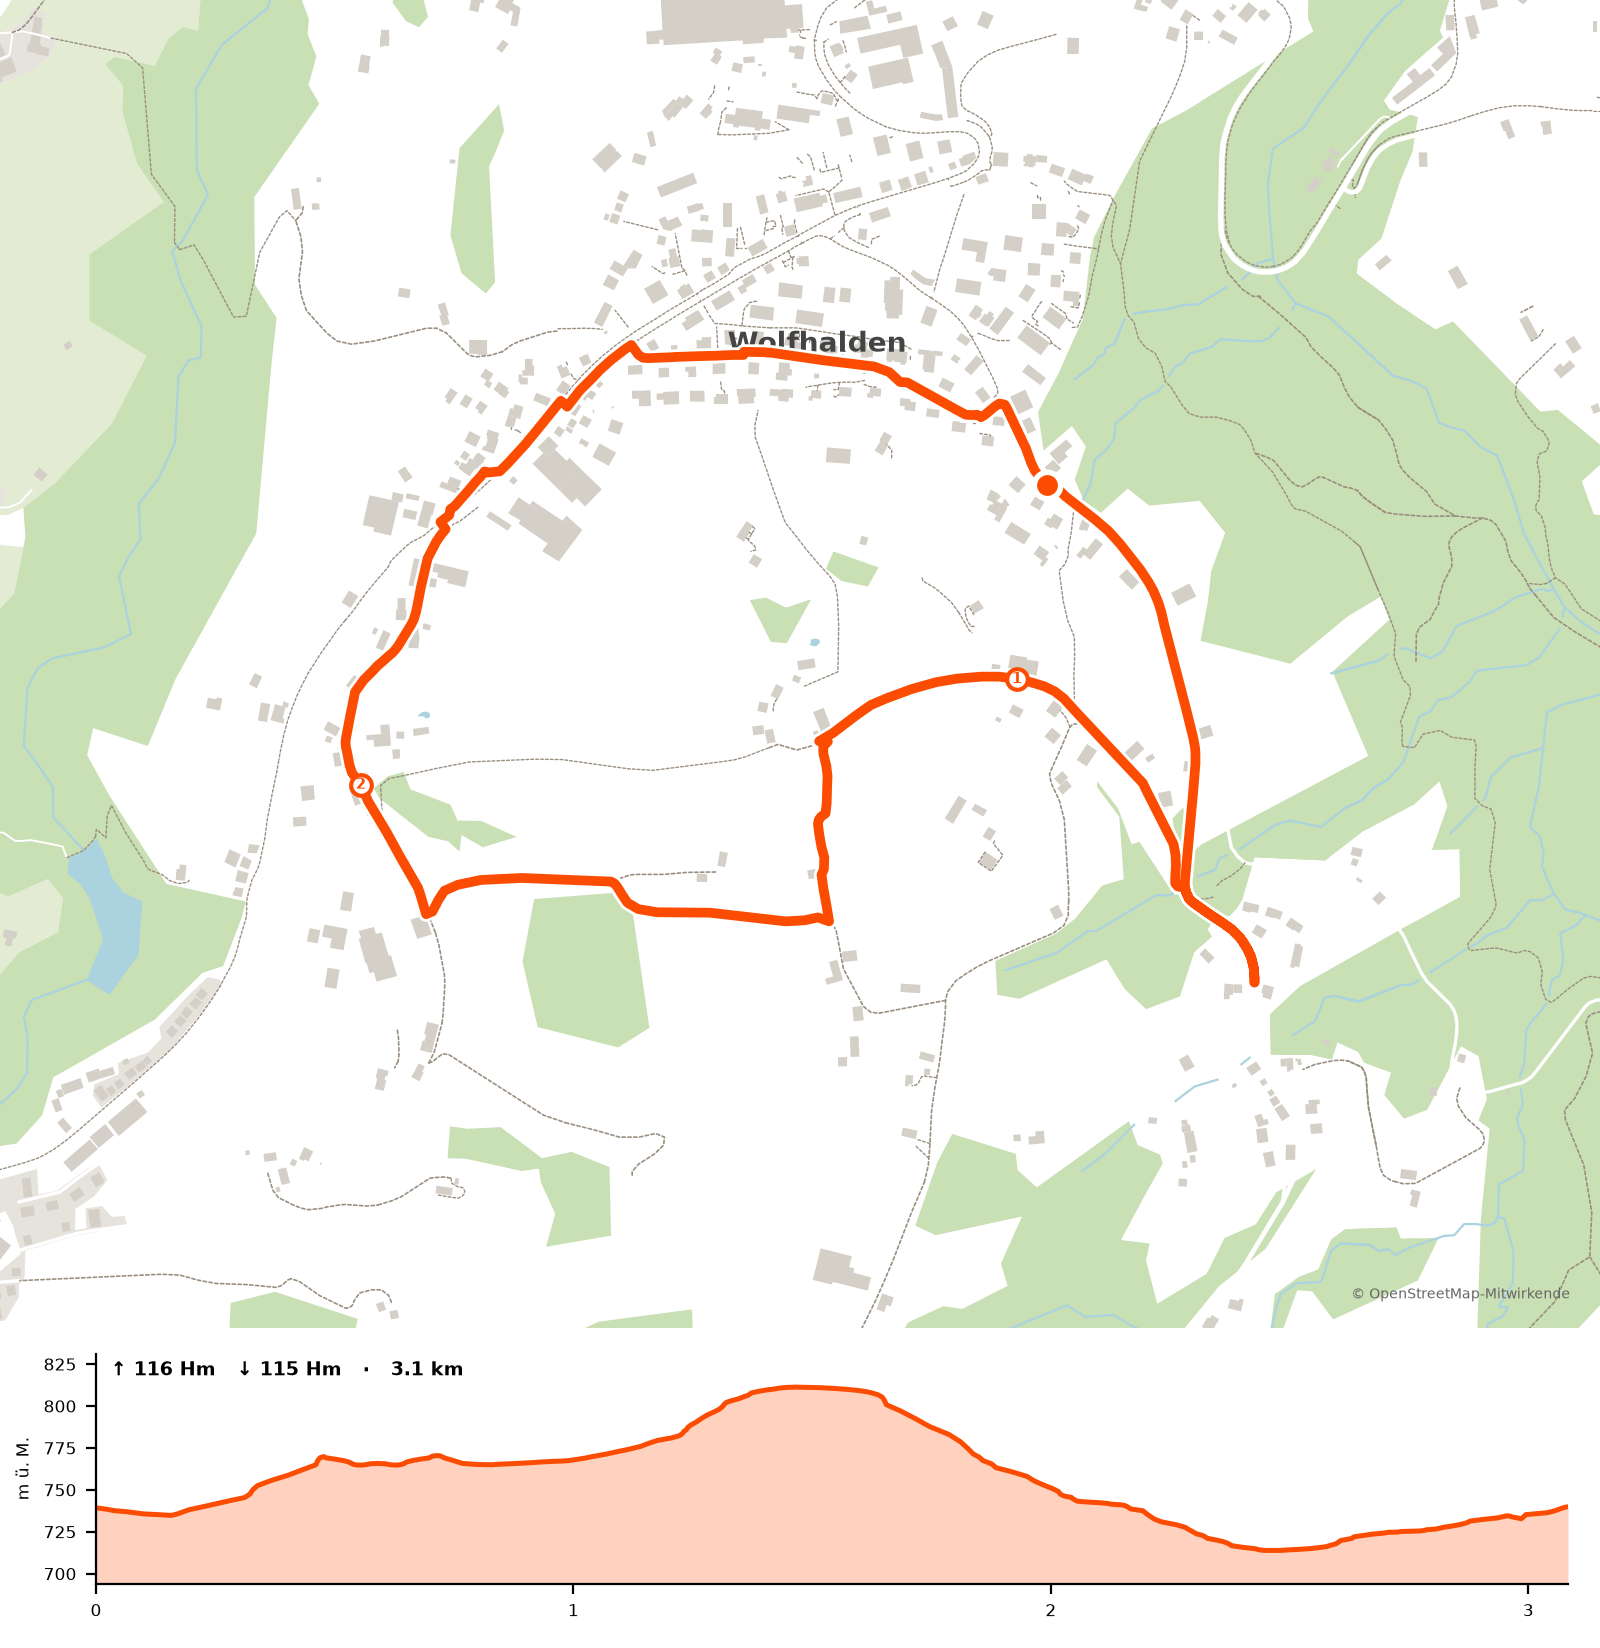 Wolfhalden
1
2
© OpenStreetMap-Mitwirkende
↑ 116 Hm ↓ 115 Hm · 3.1 km
825
800
775
750
725
700
m ü. M.
0 1 2 3